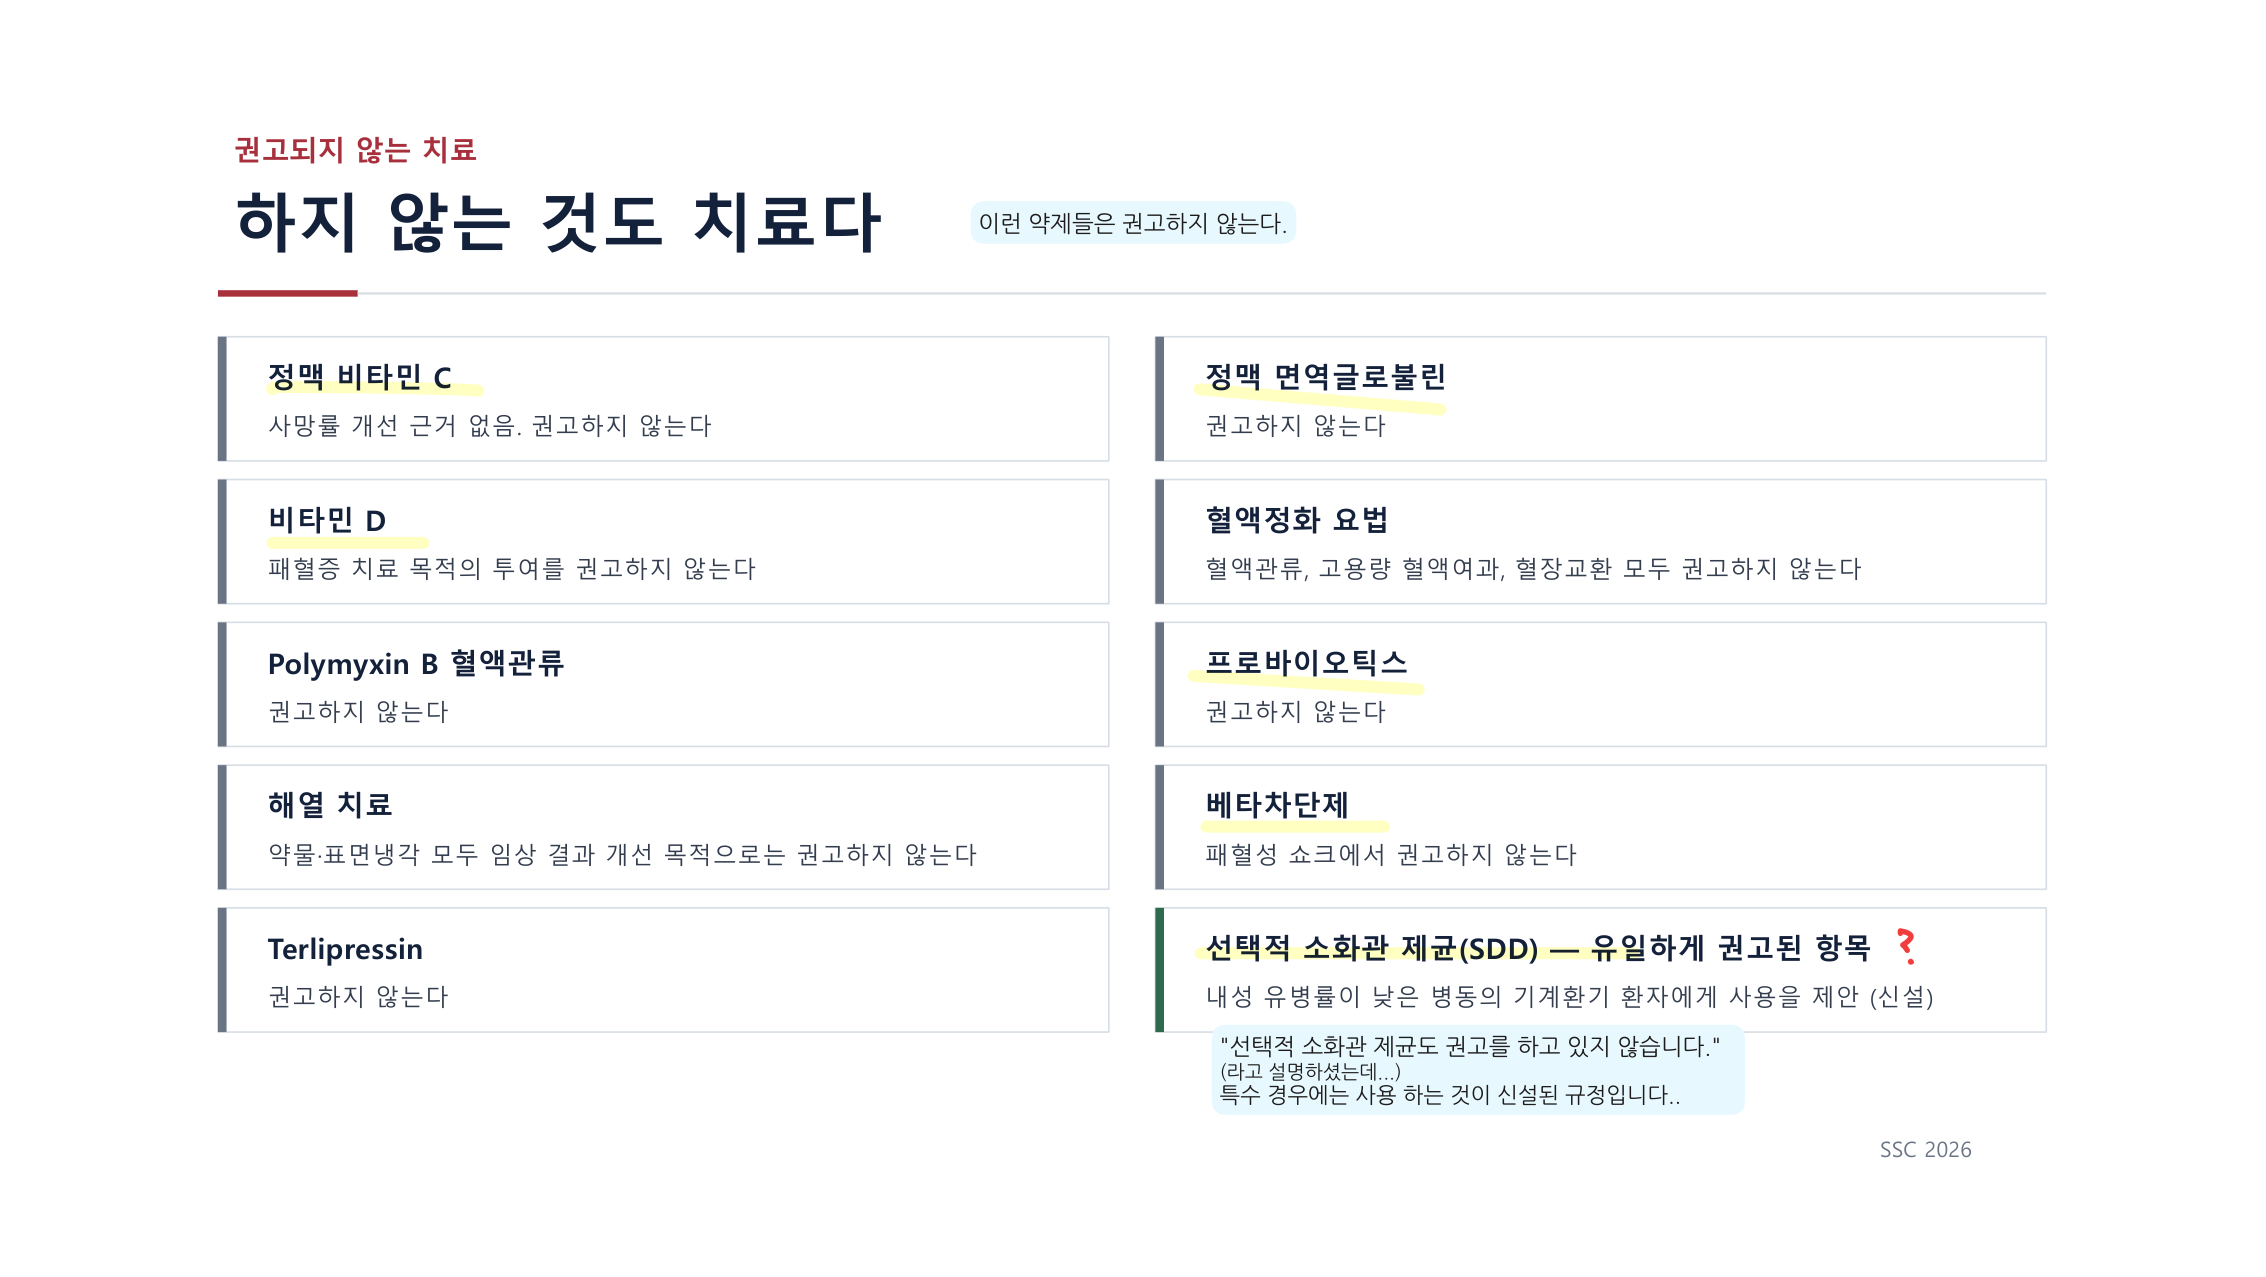 권고되지 않는 치료
하지 않는 것도 치료다
이런 약제들은 권고하지 않는다.
정맥 비타민 C
사망률 개선 근거 없음. 권고하지 않는다
비타민 D
패혈증 치료 목적의 투여를 권고하지 않는다
Polymyxin B 혈액관류
권고하지 않는다
해열 치료
약물·표면냉각 모두 임상 결과 개선 목적으로는 권고하지 않는다
Terlipressin
권고하지 않는다
정맥 면역글로불린
권고하지 않는다
혈액정화 요법
혈액관류, 고용량 혈액여과, 혈장교환 모두 권고하지 않는다
프로바이오틱스
권고하지 않는다
베타차단제
패혈성 쇼크에서 권고하지 않는다
선택적 소화관 제균(SDD) — 유일하게 권고된 항목 ?
내성 유병률이 낮은 병동의 기계환기 환자에게 사용을 제안 (신설)
"선택적 소화관 제균도 권고를 하고 있지 않습니다."
(라고 설명하셨는데...)
특수 경우에는 사용 하는 것이 신설된 규정입니다..
SSC 2026